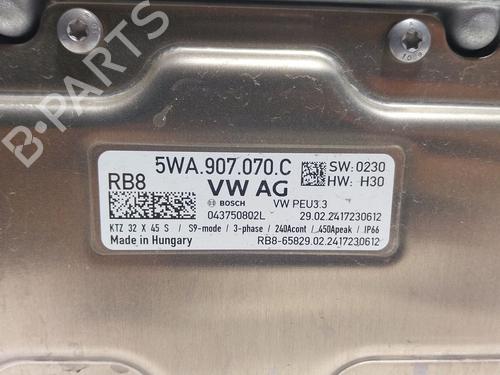 B-PARTS
5WA.907.070.C
SW: 0230
RB8
VW AG
HW: H30
BOSCH
VW PEU3.3
043750802L
29.02.2417230612
KTZ 32 X 45 S / S9-mode / 3-phase / 240Acont / 450Apeak / IP66
Made in Hungary
RB8-65829.02.2417230612